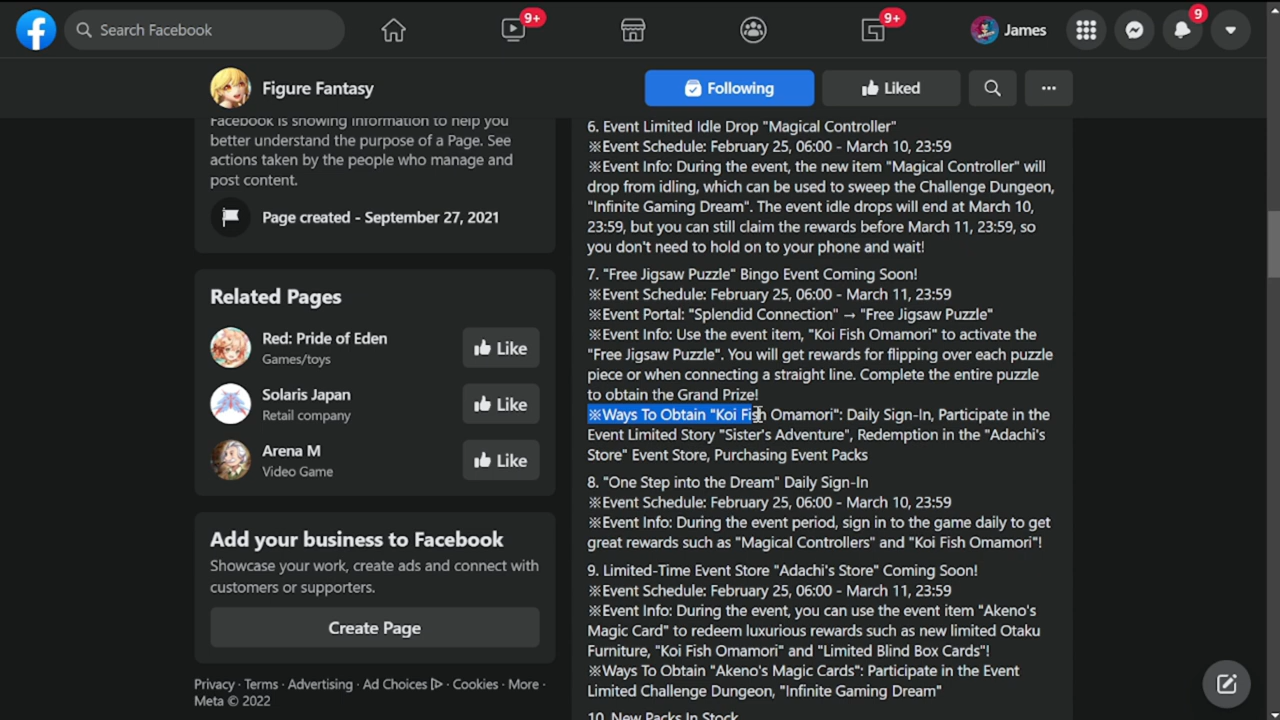 Search Facebook
9+
9+
James
9
Figure Fantasy
Following
Liked
Facebook is showing information to help you
better understand the purpose of a Page. See
actions taken by the people who manage and
post content.
Page created - September 27, 2021
Related Pages
Red: Pride of Eden
Games/toys
Like
Solaris Japan
Retail company
Like
Arena M
Video Game
Like
Add your business to Facebook
Showcase your work, create ads and connect with
customers or supporters.
Create Page
Privacy · Terms · Advertising · Ad Choices · Cookies · More ·
Meta © 2022
6. Event Limited Idle Drop "Magical Controller"
※Event Schedule: February 25, 06:00 - March 10, 23:59
※Event Info: During the event, the new item "Magical Controller" will
drop from idling, which can be used to sweep the Challenge Dungeon,
"Infinite Gaming Dream". The event idle drops will end at March 10,
23:59, but you can still claim the rewards before March 11, 23:59, so
you don't need to hold on to your phone and wait!
7. "Free Jigsaw Puzzle" Bingo Event Coming Soon!
※Event Schedule: February 25, 06:00 - March 11, 23:59
※Event Portal: "Splendid Connection" → "Free Jigsaw Puzzle"
※Event Info: Use the event item, "Koi Fish Omamori" to activate the
"Free Jigsaw Puzzle". You will get rewards for flipping over each puzzle
piece or when connecting a straight line. Complete the entire puzzle
to obtain the Grand Prize!
※Ways To Obtain "Koi Fish Omamori": Daily Sign-In, Participate in the
Event Limited Story "Sister's Adventure", Redemption in the "Adachi's
Store" Event Store, Purchasing Event Packs
8. "One Step into the Dream" Daily Sign-In
※Event Schedule: February 25, 06:00 - March 10, 23:59
※Event Info: During the event period, sign in to the game daily to get
great rewards such as "Magical Controllers" and "Koi Fish Omamori"!
9. Limited-Time Event Store "Adachi's Store" Coming Soon!
※Event Schedule: February 25, 06:00 - March 11, 23:59
※Event Info: During the event, you can use the event item "Akeno's
Magic Card" to redeem luxurious rewards such as new limited Otaku
Furniture, "Koi Fish Omamori" and "Limited Blind Box Cards"!
※Ways To Obtain "Akeno's Magic Cards": Participate in the Event
Limited Challenge Dungeon, "Infinite Gaming Dream"
10. New Packs In Stock